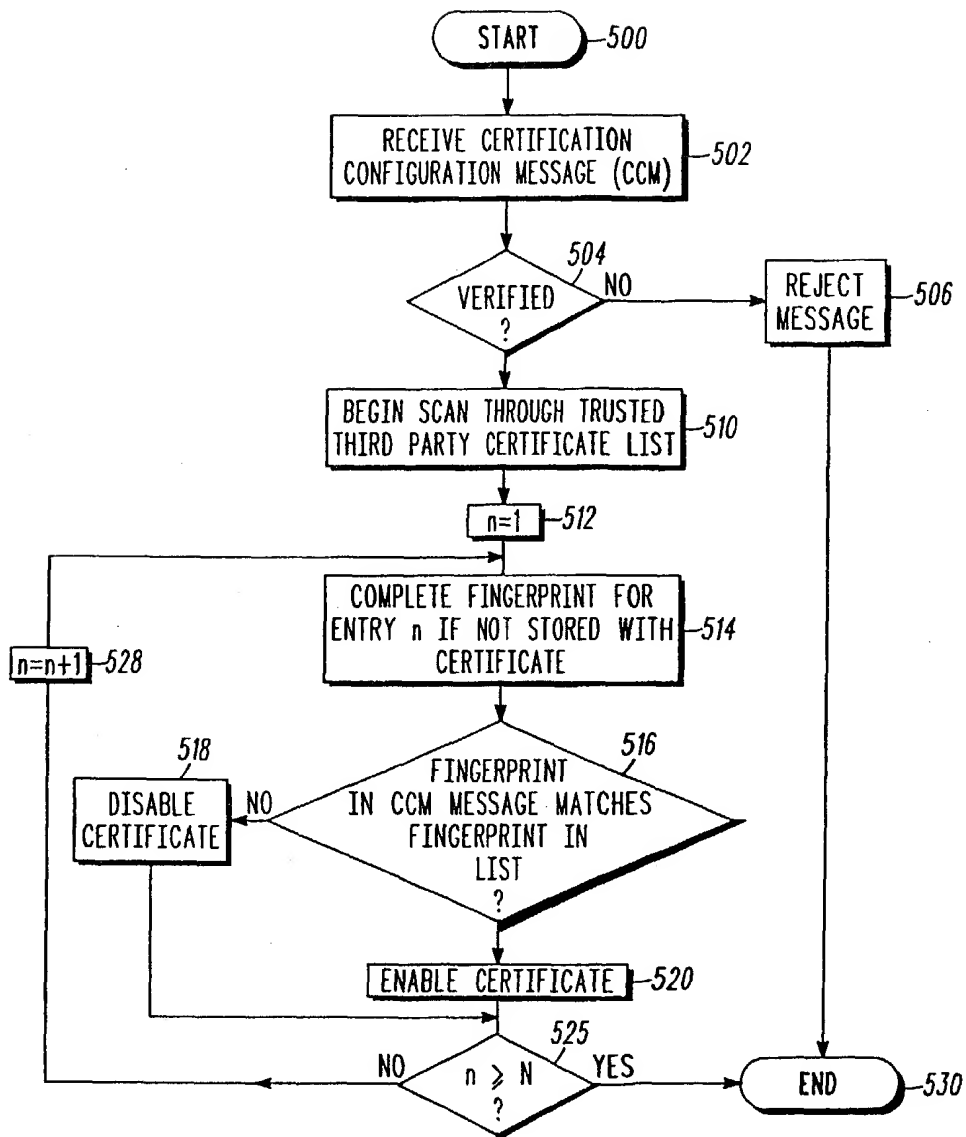 START
500
RECEIVE CERTIFICATION
CONFIGURATION MESSAGE (CCM)
502
504
VERIFIED
?
NO
REJECT
MESSAGE
506
BEGIN SCAN THROUGH TRUSTED
THIRD PARTY CERTIFICATE LIST
510
n=1
512
COMPLETE FINGERPRINT FOR
ENTRY n IF NOT STORED WITH
CERTIFICATE
514
n=n+1
528
516
FINGERPRINT
IN CCM MESSAGE MATCHES
FINGERPRINT IN
LIST
?
518
DISABLE
CERTIFICATE
NO
ENABLE CERTIFICATE
520
525
n ⩾ N
?
NO
YES
END
530